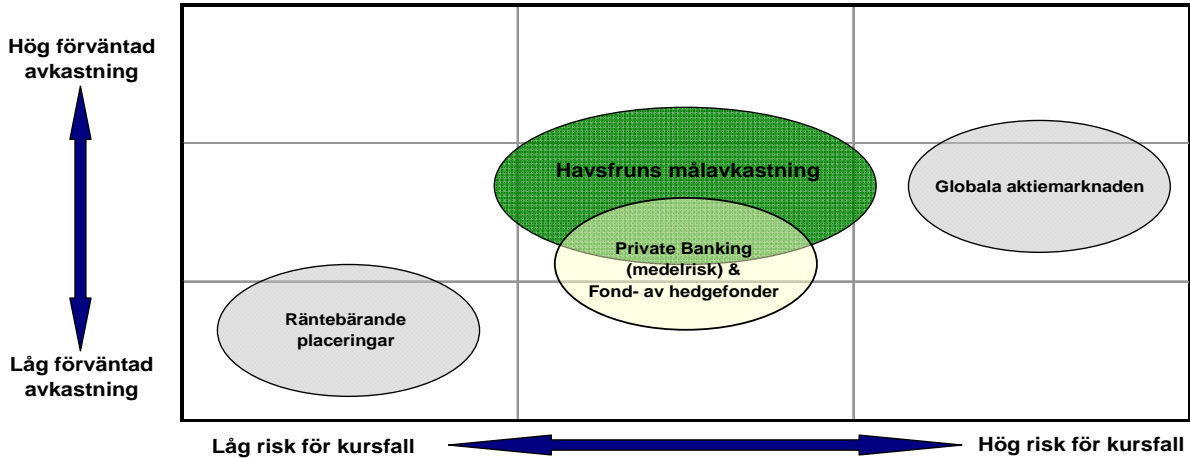 Hög förväntad
avkastning
Havsfruns målavkastning
Globala aktiemarknaden
Private Banking
(medelrisk) &
Fond- av hedgefonder
Räntebärande
placeringar
Låg förväntad
avkastning
Låg risk för kursfall
Hög risk för kursfall